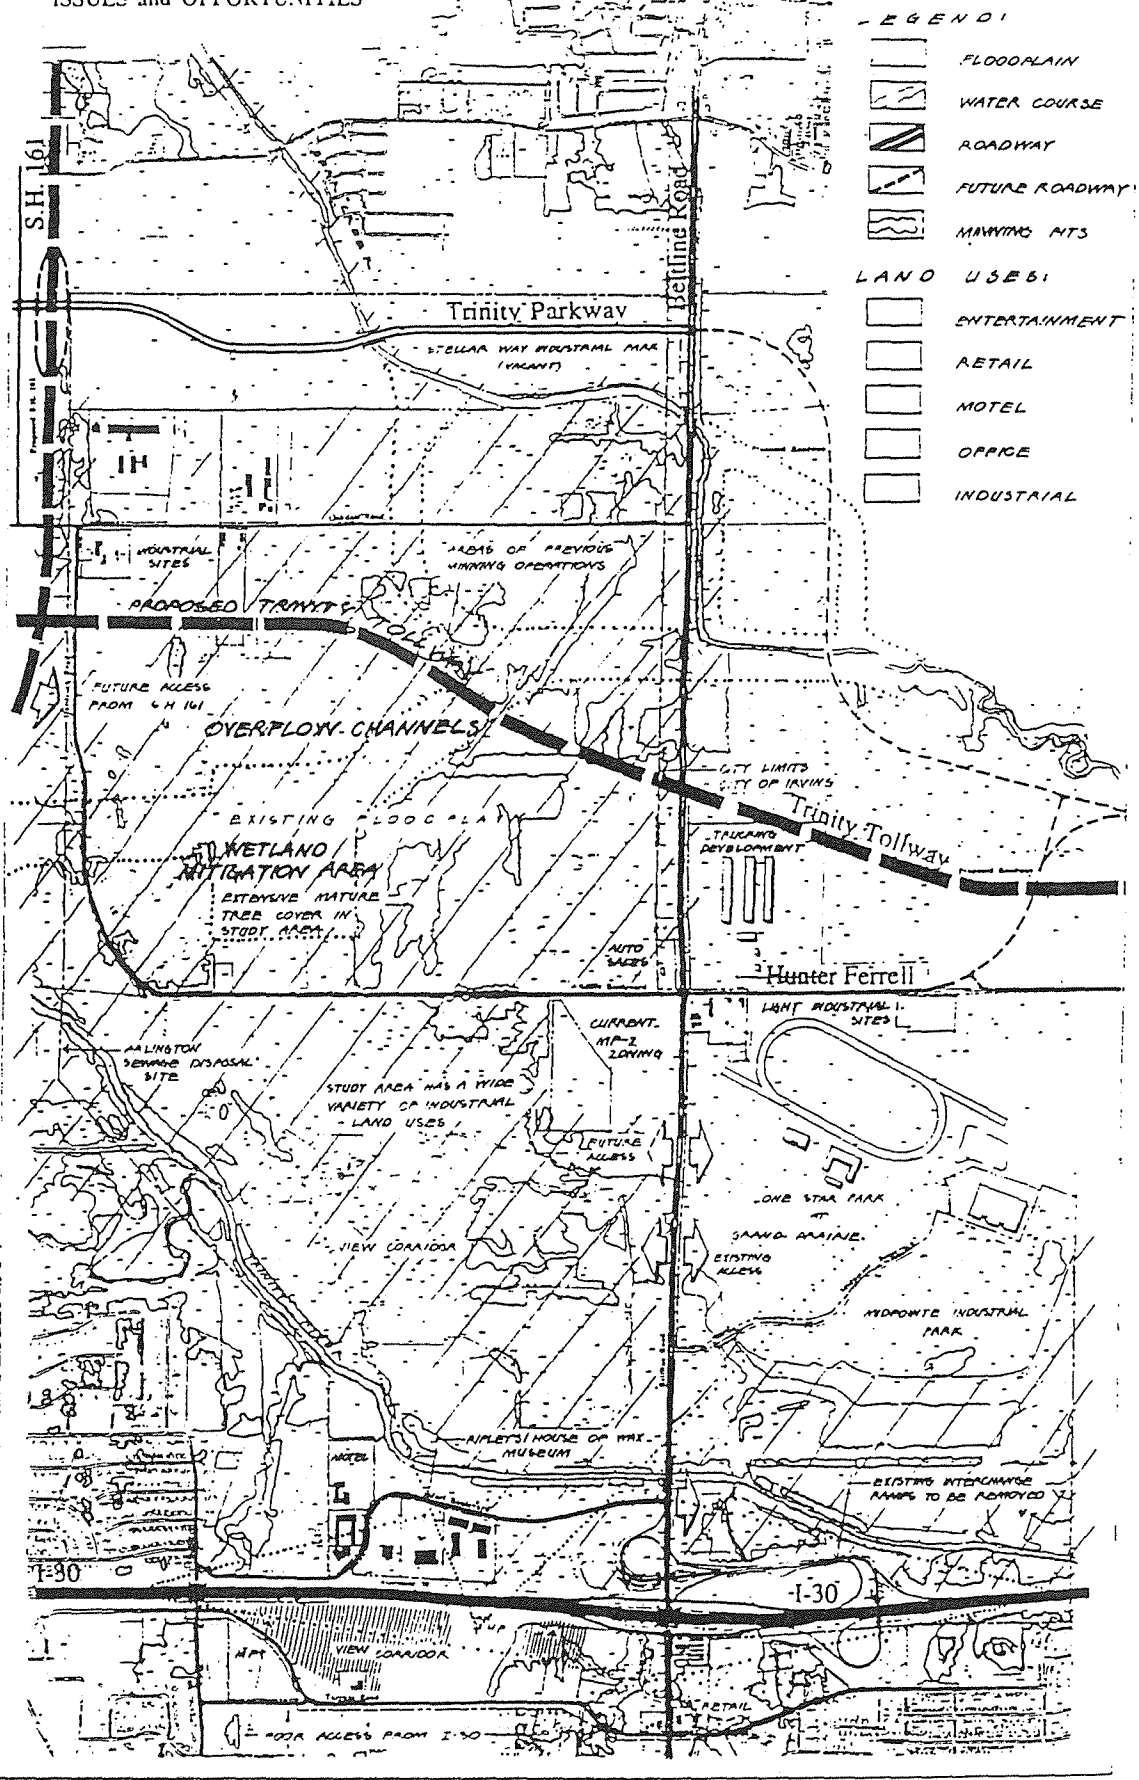 ISSUES and OPPORTUNITIES
LEGEND:
FLOODPLAIN
WATER COURSE
ROADWAY
FUTURE ROADWAY
PITS
LAND USES:
ENTERTAINMENT
RETAIL
MOTEL
OFFICE
INDUSTRIAL
S.H. 161
Beltline Road
Trinity Parkway
STELLAR WAY INDUSTRIAL PARK
(VACANT)
Proposed S.H. 161
INDUSTRIAL
SITES
AREAS OF PREVIOUS
MINNING OPERATIONS
PROPOSED TRINITY
TOLL
FUTURE ACCESS
FROM S H 161
OVERFLOW CHANNELS
CITY LIMITS
CITY OF IRVING
Trinity Tollway
EXISTING FLOODPLAIN
TRUCKING
DEVELOPMENT
WETLAND
MITIGATION AREA
EXTENSIVE MATURE
TREE COVER IN
STUDY AREA
AUTO
SALES
Hunter Ferrell
LIGHT INDUSTRIAL
SITES
CURRENT
MP-2
ZONING
ARLINGTON
SEWAGE DISPOSAL
SITE
STUDY AREA HAS A WIDE
VARIETY OF INDUSTRIAL
LAND USES
FUTURE
ACCESS
LONE STAR PARK
AT
GRAND PRAIRIE
VIEW CORRIDOR
EXISTING
ACCESS
MIDPOINTE INDUSTRIAL
PARK
RIPLEYS/HOUSE OF WAX
MUSEUM
MOTEL
EXISTING INTERCHANGE
RAMPS TO BE REMOVED
I-30
I-30
VIEW CORRIDOR
RETAIL
POOR ACCESS FROM I-30